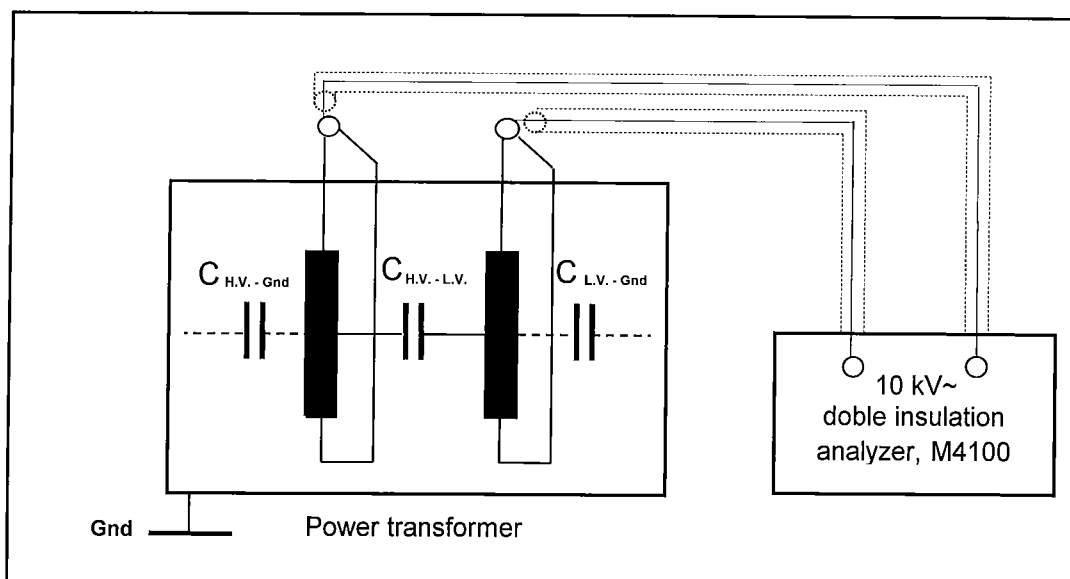 C H.V. - Gnd
C H.V. - L.V.
C L.V. - Gnd
10 kV~
doble insulation
analyzer, M4100
Gnd
Power transformer